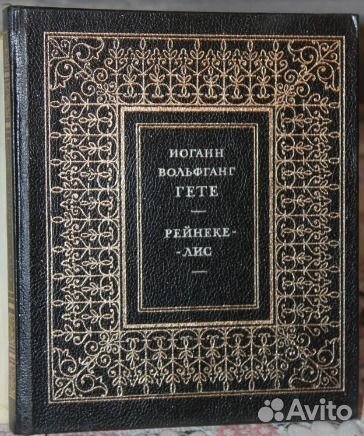 ИОГАНН
ВОЛЬФГАНГ
ГЕТЕ
РЕЙНЕКЕ-
-ЛИС
Avito